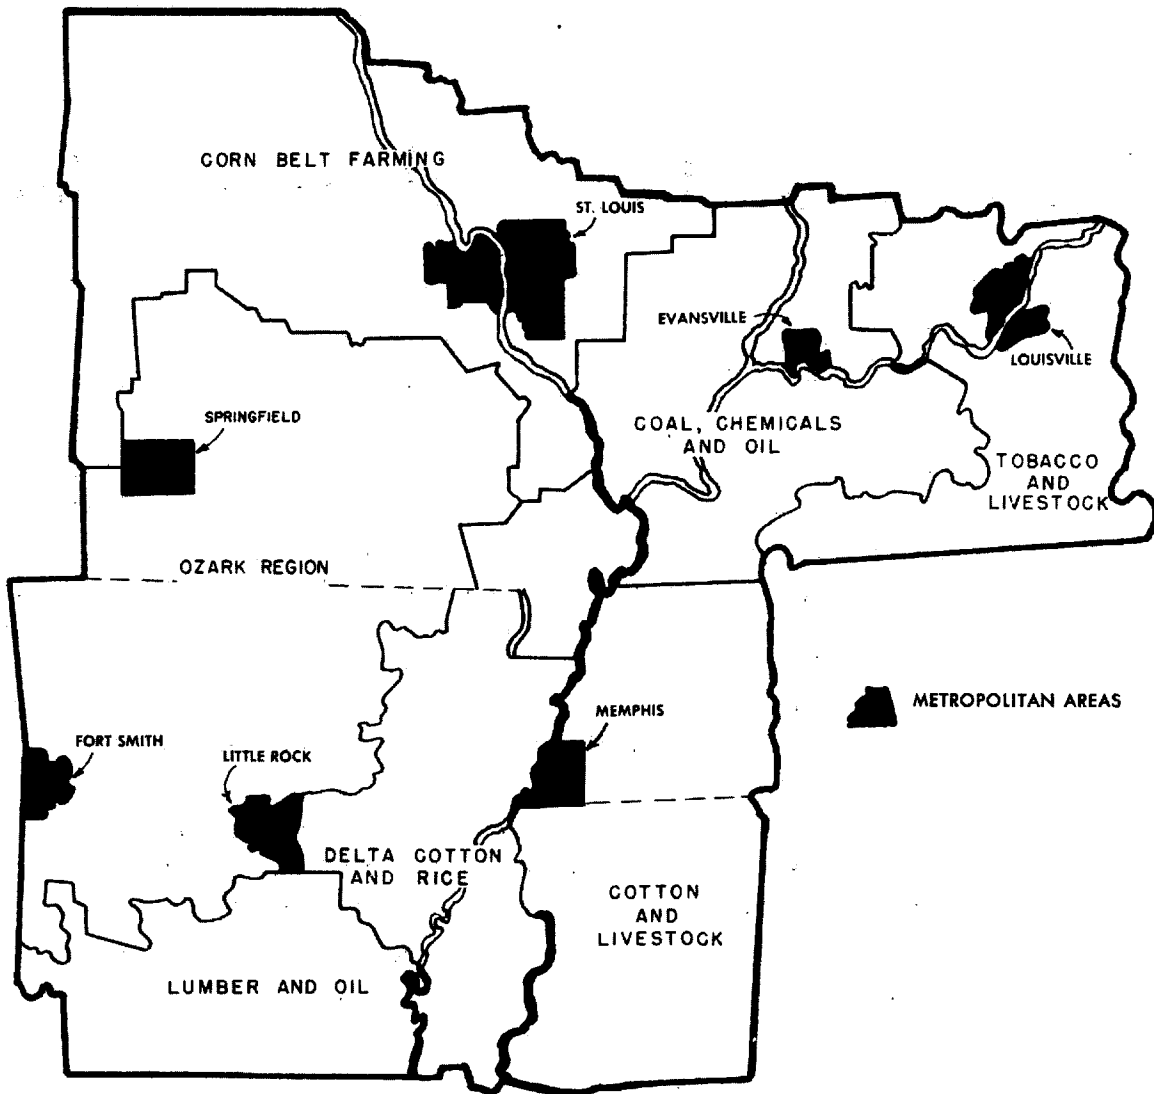 CORN BELT FARMING
ST. LOUIS
EVANSVILLE
LOUISVILLE
SPRINGFIELD
COAL, CHEMICALS
AND OIL
TOBACCO
AND
LIVESTOCK
OZARK REGION
METROPOLITAN AREAS
MEMPHIS
FORT SMITH
LITTLE ROCK
DELTA COTTON
AND RICE
COTTON
AND
LIVESTOCK
LUMBER AND OIL